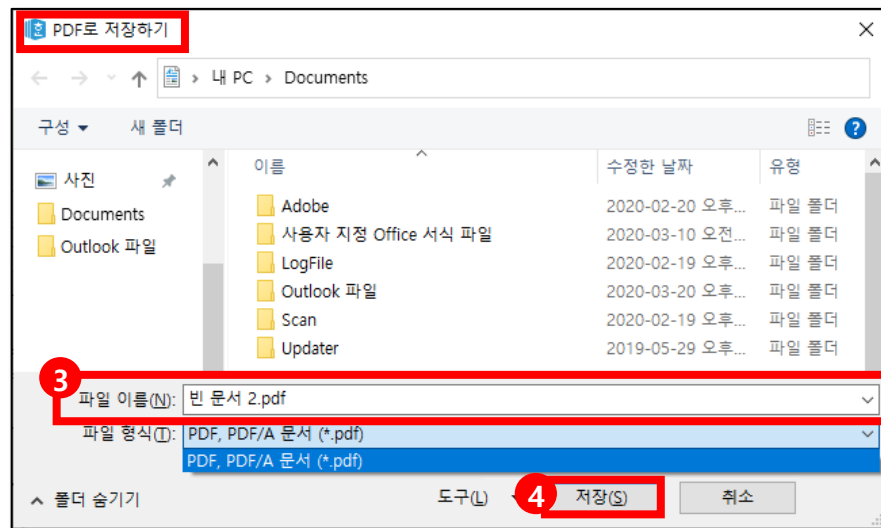 PDF로 저장하기
내 PC > Documents
구성 새 폴더
이름 수정한 날짜 유형
사진
Documents
Outlook 파일
Adobe 2020-02-20 오후... 파일 폴더
사용자 지정 Office 서식 파일 2020-03-10 오전... 파일 폴더
LogFile 2020-02-19 오후... 파일 폴더
Outlook 파일 2020-03-20 오후... 파일 폴더
Scan 2020-02-19 오후... 파일 폴더
Updater 2019-05-29 오후... 파일 폴더
3
파일 이름(N): 빈 문서 2.pdf
파일 형식(T): PDF, PDF/A 문서 (*.pdf)
PDF, PDF/A 문서 (*.pdf)
폴더 숨기기 도구(L) 4 저장(S) 취소